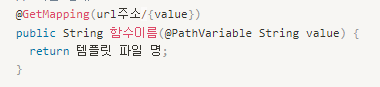 @GetMapping(url주소/{value})
public String 함수이름(@PathVariable String value) {
return 템플릿 파일 명;
}